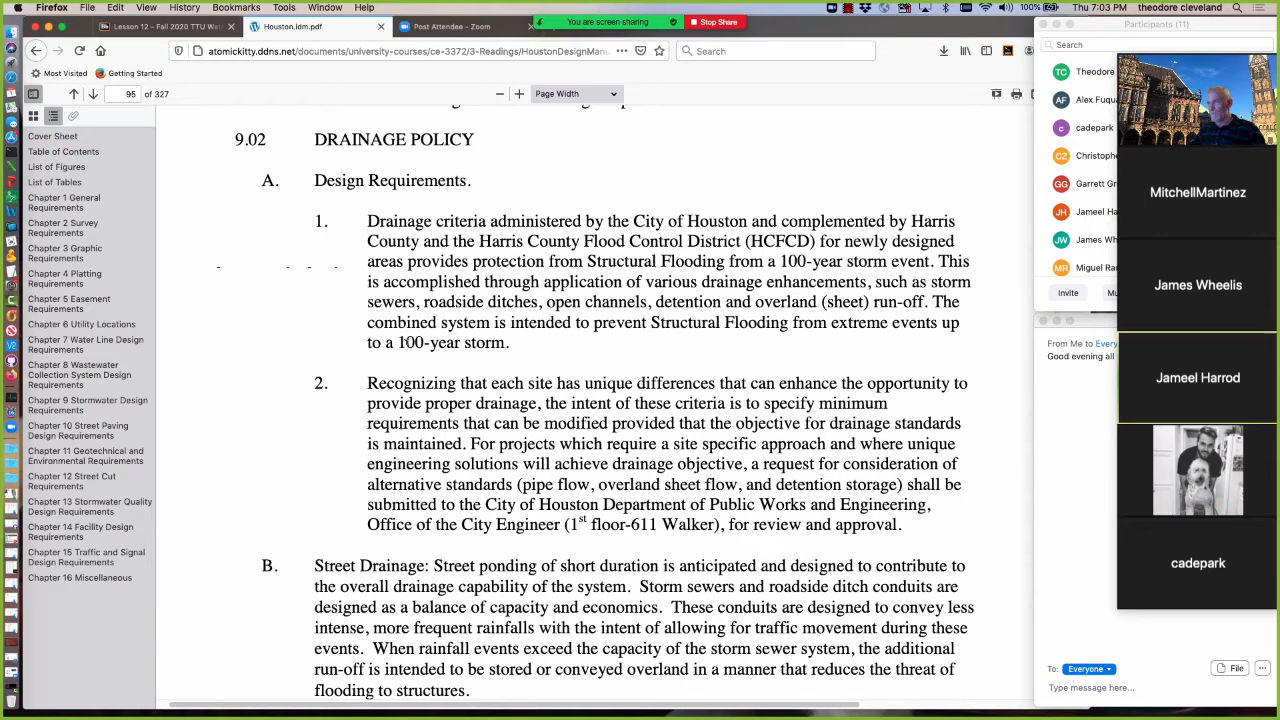 Firefox File Edit View History Bookmarks Tools Window Help
100% Thu 7:03 PM theodore cleveland
Lesson 12 – Fall 2020 TTU Wat
Houston.idm.pdf
Post Attendee - Zoom
You are screen sharing
Stop Share
atomickitty.ddns.net/documents/university-courses/ce-3372/3-Readings/HoustonDesignManu
Search
Most Visited Getting Started
95 of 327
Page Width
Cover Sheet
Table of Contents
List of Figures
List of Tables
Chapter 1 General
Requirements
Chapter 2 Survey
Requirements
Chapter 3 Graphic
Requirements
Chapter 4 Platting
Requirements
Chapter 5 Easement
Requirements
Chapter 6 Utility Locations
Chapter 7 Water Line Design
Requirements
Chapter 8 Wastewater
Collection System Design
Requirements
Chapter 9 Stormwater Design
Requirements
Chapter 10 Street Paving
Design Requirements
Chapter 11 Geotechnical and
Environmental Requirements
Chapter 12 Street Cut
Requirements
Chapter 13 Stormwater Quality
Design Requirements
Chapter 14 Facility Design
Requirements
Chapter 15 Traffic and Signal
Design Requirements
Chapter 16 Miscellaneous
9.02 DRAINAGE POLICY
A. Design Requirements.
1. Drainage criteria administered by the City of Houston and complemented by Harris
County and the Harris County Flood Control District (HCFCD) for newly designed
areas provides protection from Structural Flooding from a 100-year storm event. This
is accomplished through application of various drainage enhancements, such as storm
sewers, roadside ditches, open channels, detention and overland (sheet) run-off. The
combined system is intended to prevent Structural Flooding from extreme events up
to a 100-year storm.
2. Recognizing that each site has unique differences that can enhance the opportunity to
provide proper drainage, the intent of these criteria is to specify minimum
requirements that can be modified provided that the objective for drainage standards
is maintained. For projects which require a site specific approach and where unique
engineering solutions will achieve drainage objective, a request for consideration of
alternative standards (pipe flow, overland sheet flow, and detention storage) shall be
submitted to the City of Houston Department of Public Works and Engineering,
Office of the City Engineer (1st floor-611 Walker), for review and approval.
B. Street Drainage: Street ponding of short duration is anticipated and designed to contribute to
the overall drainage capability of the system. Storm sewers and roadside ditch conduits are
designed as a balance of capacity and economics. These conduits are designed to convey less
intense, more frequent rainfalls with the intent of allowing for traffic movement during these
events. When rainfall events exceed the capacity of the storm sewer system, the additional
run-off is intended to be stored or conveyed overland in a manner that reduces the threat of
flooding to structures.
Participants (11)
Search
TC Theodore
AF Alex Fuqua
c cadepark
CZ Christophe
GG Garrett Gr
JH Jameel Ha
JW James Wh
MR Miguel Ran
Invite Mu
From Me to Every
Good evening all
MitchellMartinez
James Wheelis
Jameel Harrod
cadepark
To: Everyone
File
Type message here...